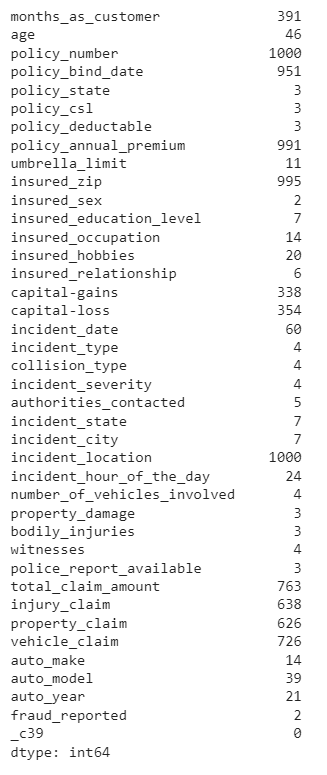 months_as_customer 391
age 46
policy_number 1000
policy_bind_date 951
policy_state 3
policy_csl 3
policy_deductable 3
policy_annual_premium 991
umbrella_limit 11
insured_zip 995
insured_sex 2
insured_education_level 7
insured_occupation 14
insured_hobbies 20
insured_relationship 6
capital-gains 338
capital-loss 354
incident_date 60
incident_type 4
collision_type 4
incident_severity 4
authorities_contacted 5
incident_state 7
incident_city 7
incident_location 1000
incident_hour_of_the_day 24
number_of_vehicles_involved 4
property_damage 3
bodily_injuries 3
witnesses 4
police_report_available 3
total_claim_amount 763
injury_claim 638
property_claim 626
vehicle_claim 726
auto_make 14
auto_model 39
auto_year 21
fraud_reported 2
_c39 0
dtype: int64